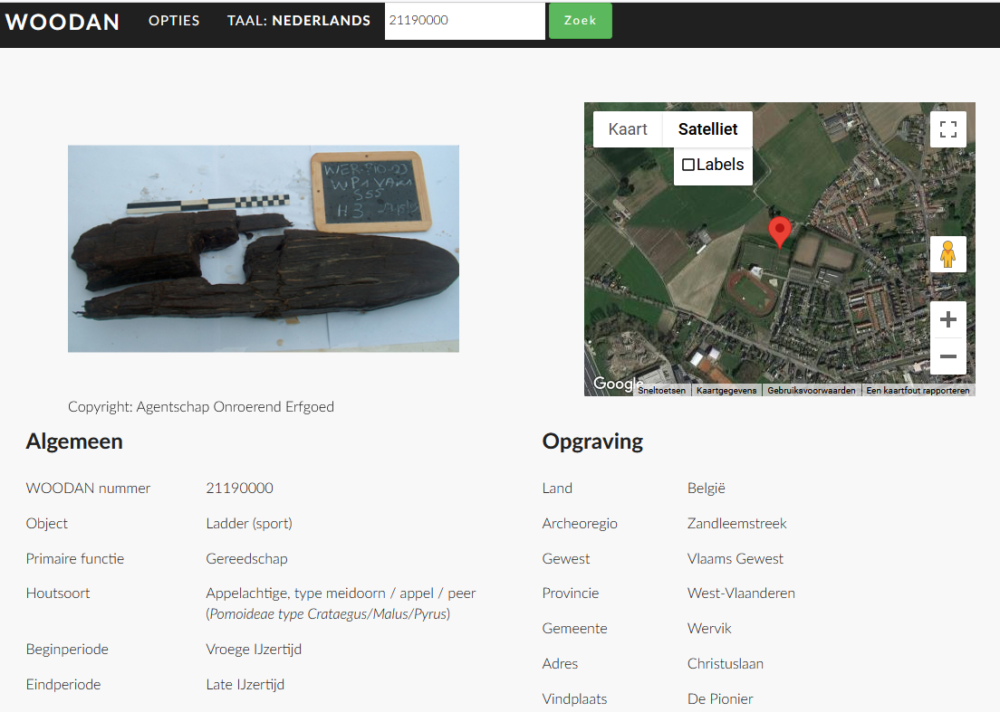 WOODAN OPTIES TAAL: NEDERLANDS 21190000 Zoek
Kaart Satelliet
Labels
WER-S10-23
WP1 VAK1
S55
H3
Google Sneltoetsen Kaartgegevens Gebruiksvoorwaarden Een kaartfout rapporteren
Copyright: Agentschap Onroerend Erfgoed
Algemeen
WOODAN nummer 21190000
Object Ladder (sport)
Primaire functie Gereedschap
Houtsoort Appelachtige, type meidoorn / appel / peer
(Pomoideae type Crataegus/Malus/Pyrus)
Beginperiode Vroege IJzertijd
Eindperiode Late IJzertijd
Opgraving
Land België
Archeoregio Zandleemstreek
Gewest Vlaams Gewest
Provincie West-Vlaanderen
Gemeente Wervik
Adres Christuslaan
Vindplaats De Pionier